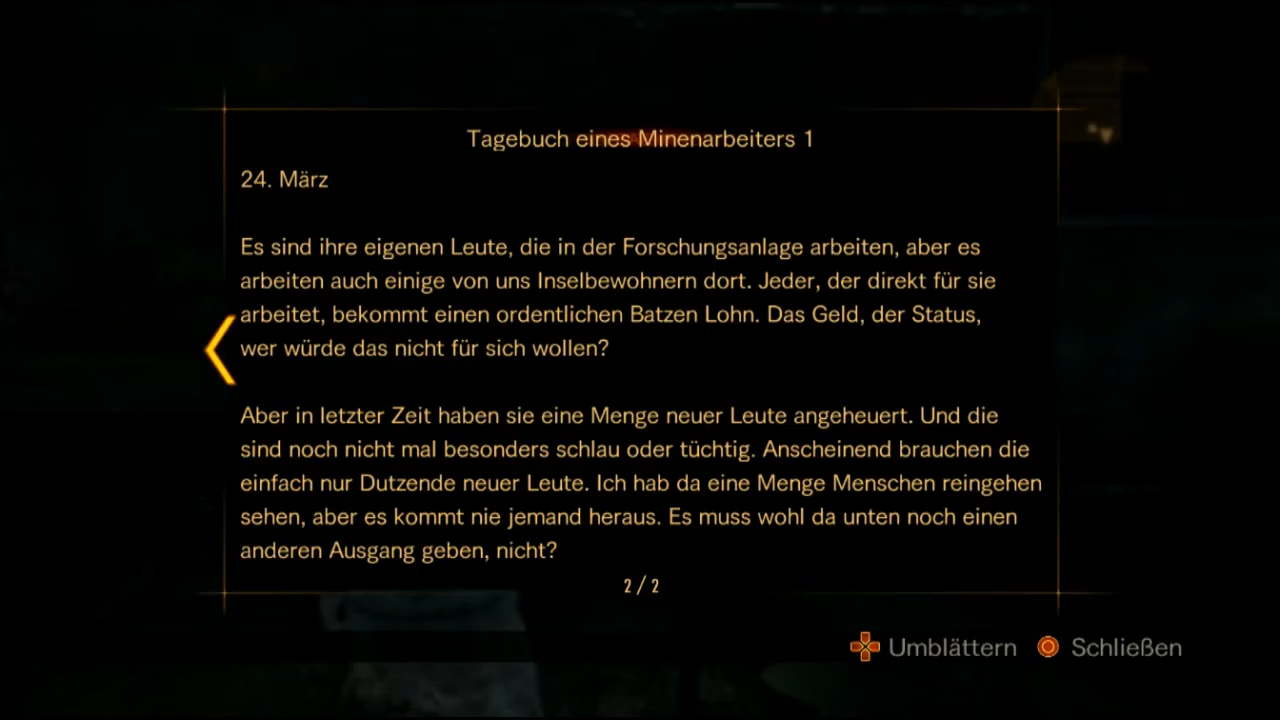 Tagebuch eines Minenarbeiters 1
24. März
Es sind ihre eigenen Leute, die in der Forschungsanlage arbeiten, aber es
arbeiten auch einige von uns Inselbewohnern dort. Jeder, der direkt für sie
arbeitet, bekommt einen ordentlichen Batzen Lohn. Das Geld, der Status,
wer würde das nicht für sich wollen?
Aber in letzter Zeit haben sie eine Menge neuer Leute angeheuert. Und die
sind noch nicht mal besonders schlau oder tüchtig. Anscheinend brauchen die
einfach nur Dutzende neuer Leute. Ich hab da eine Menge Menschen reingehen
sehen, aber es kommt nie jemand heraus. Es muss wohl da unten noch einen
anderen Ausgang geben, nicht?
2 / 2
Umblättern Schließen